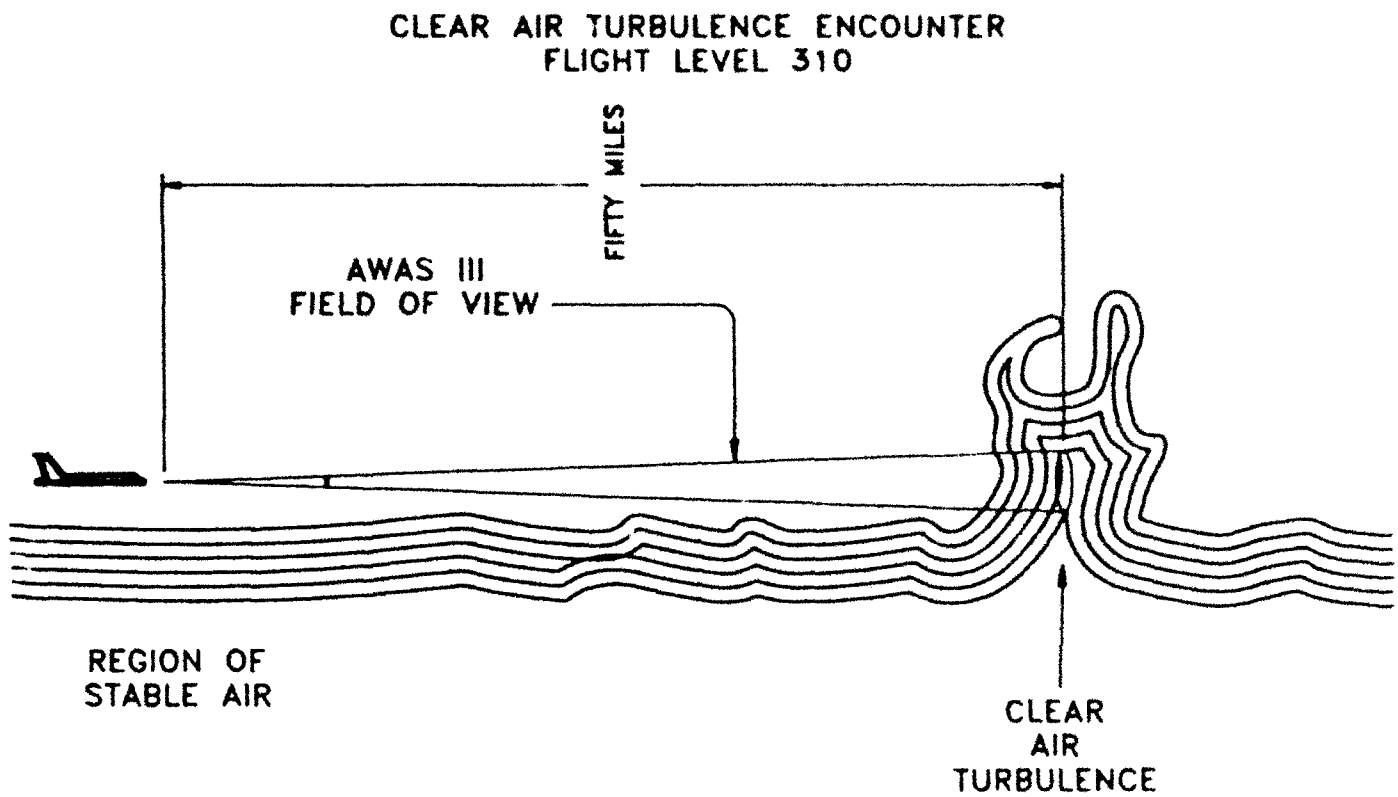 CLEAR AIR TURBULENCE ENCOUNTER
FLIGHT LEVEL 310
FIFTY MILES
AWAS III
FIELD OF VIEW
REGION OF
STABLE AIR
CLEAR
AIR
TURBULENCE